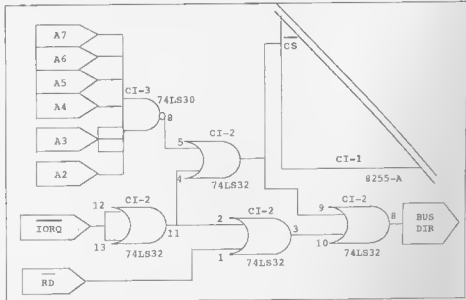 A7
A6
A5
A4
A3
A2
CI-3
74LS30
8
CI-2
5
4
74LS32
CS
CI-1
8255-A
IORQ
12
13
CI-2
11
74LS32
RD
CI-2
2
1
3
74LS32
CI-2
9
10
8
74LS32
BUS
DIR